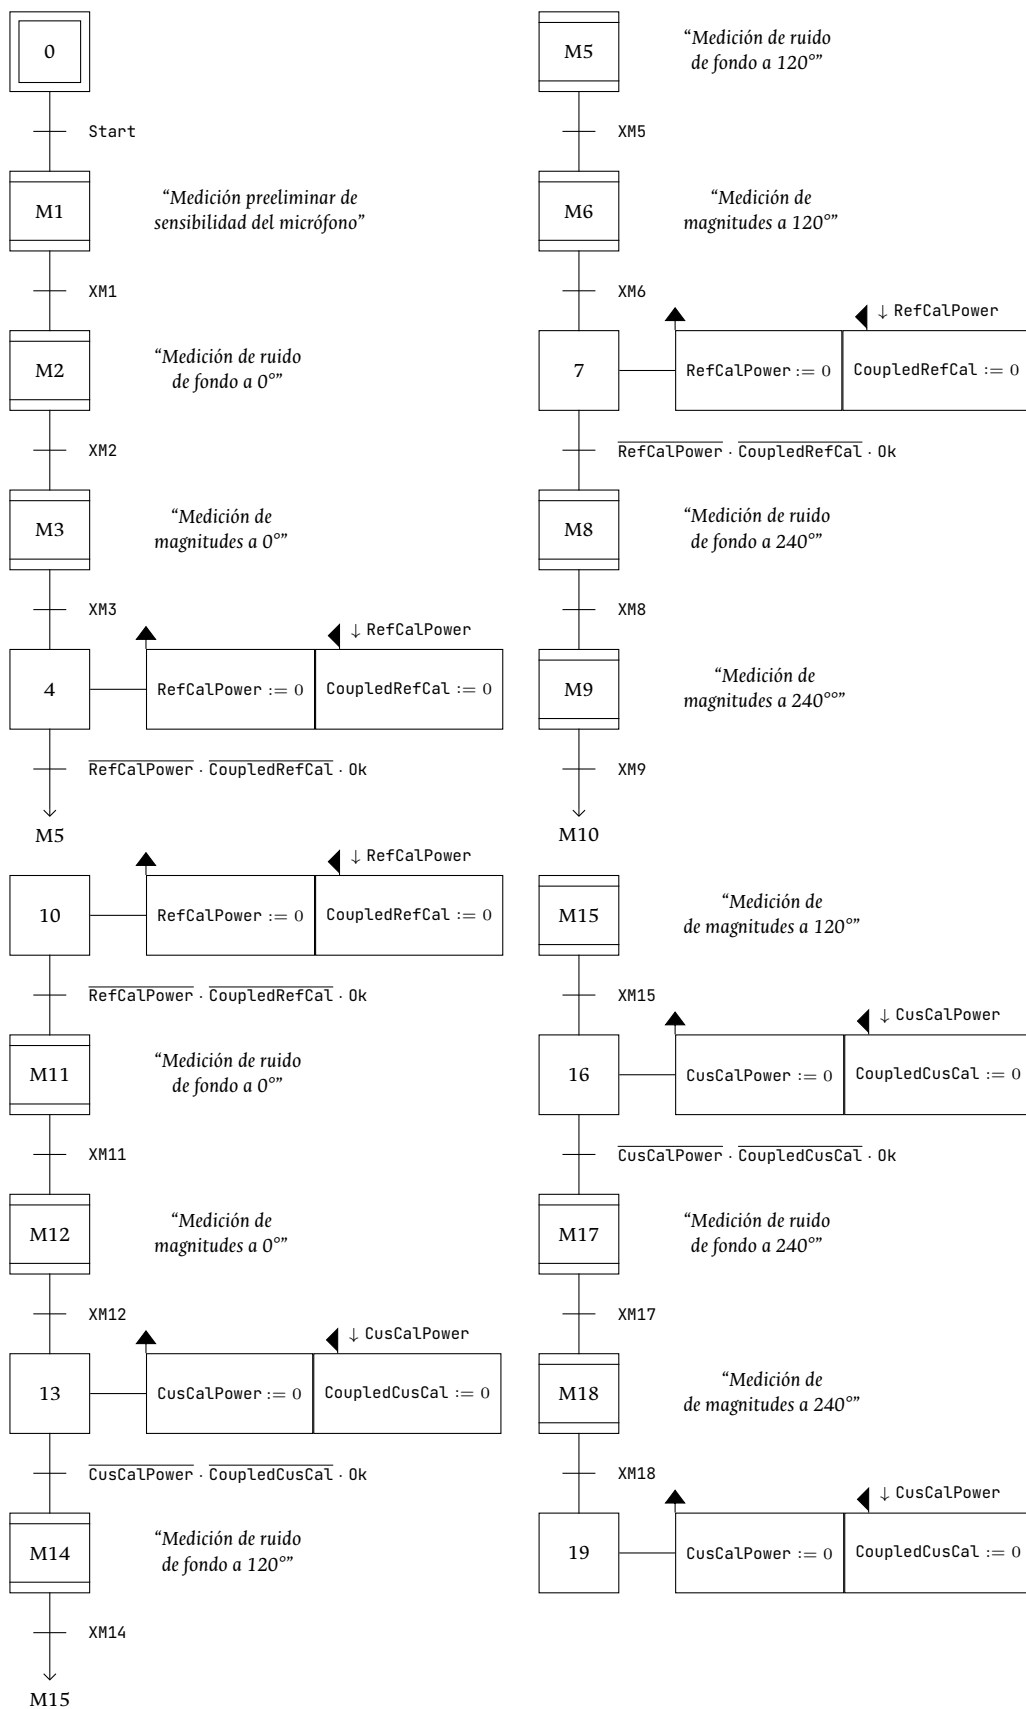 0
Start
M1
“Medición preeliminar de
sensibilidad del micrófono”
XM1
M2
“Medición de ruido
de fondo a 0°”
XM2
M3
“Medición de
magnitudes a 0°”
XM3
↓ RefCalPower
4
RefCalPower := 0
CoupledRefCal := 0
RefCalPower · CoupledRefCal · Ok
M5
M5
“Medición de ruido
de fondo a 120°”
XM5
M6
“Medición de
magnitudes a 120°”
XM6
↓ RefCalPower
7
RefCalPower := 0
CoupledRefCal := 0
RefCalPower · CoupledRefCal · Ok
M8
“Medición de ruido
de fondo a 240°”
XM8
M9
“Medición de
magnitudes a 240°°”
XM9
M10
↓ RefCalPower
10
RefCalPower := 0
CoupledRefCal := 0
RefCalPower · CoupledRefCal · Ok
M11
“Medición de ruido
de fondo a 0°”
XM11
M12
“Medición de
magnitudes a 0°”
XM12
↓ CusCalPower
13
CusCalPower := 0
CoupledCusCal := 0
CusCalPower · CoupledCusCal · Ok
M14
“Medición de ruido
de fondo a 120°”
XM14
M15
M15
“Medición de
de magnitudes a 120°”
XM15
↓ CusCalPower
16
CusCalPower := 0
CoupledCusCal := 0
CusCalPower · CoupledCusCal · Ok
M17
“Medición de ruido
de fondo a 240°”
XM17
M18
“Medición de
de magnitudes a 240°”
XM18
↓ CusCalPower
19
CusCalPower := 0
CoupledCusCal := 0